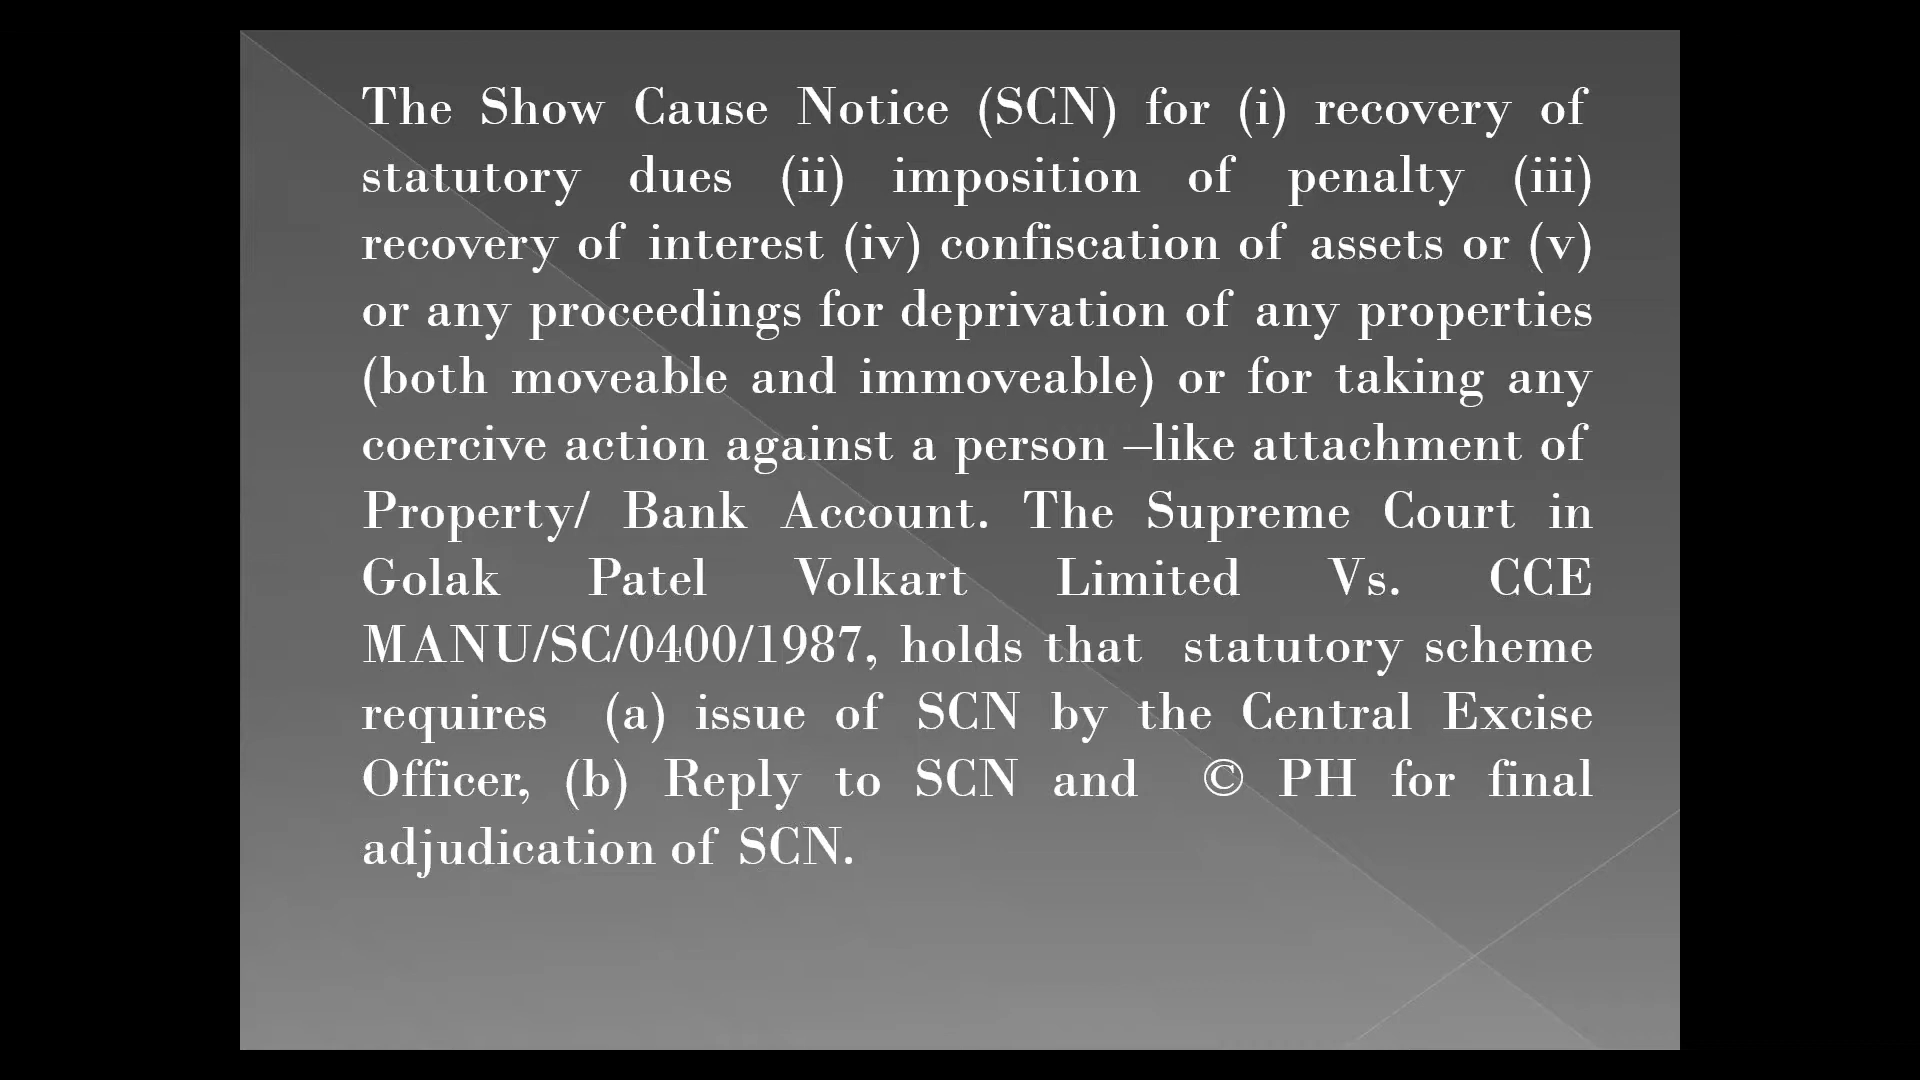 The Show Cause Notice (SCN) for (i) recovery of
statutory dues (ii) imposition of penalty (iii)
recovery of interest (iv) confiscation of assets or (v)
or any proceedings for deprivation of any properties
(both moveable and immoveable) or for taking any
coercive action against a person –like attachment of
Property/ Bank Account. The Supreme Court in
Golak Patel Volkart Limited Vs. CCE
MANU/SC/0400/1987, holds that statutory scheme
requires (a) issue of SCN by the Central Excise
Officer, (b) Reply to SCN and © PH for final
adjudication of SCN.